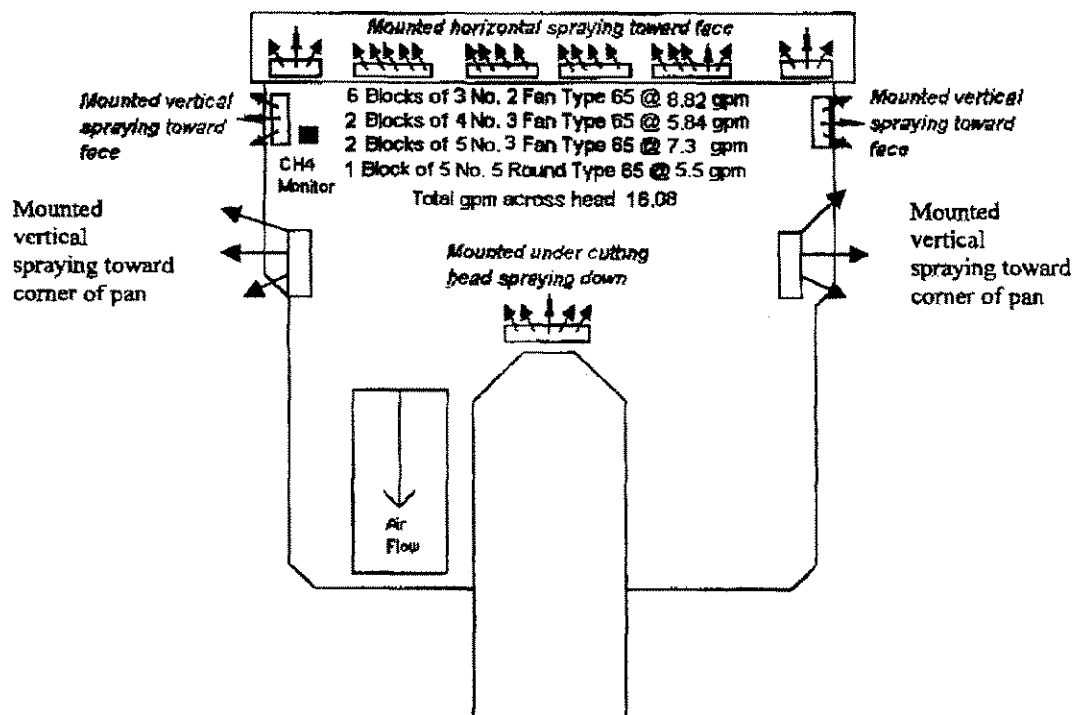 Mounted horizontal spraying toward face
Mounted vertical
spraying toward
face
6 Blocks of 3 No. 2 Fan Type 65 @ 8.82 gpm
2 Blocks of 4 No. 3 Fan Type 65 @ 5.84 gpm
2 Blocks of 5 No. 3 Fan Type 65 @ 7.3 gpm
1 Block of 5 No. 5 Round Type 65 @ 5.5 gpm
Total gpm across head 16.08
Mounted vertical
spraying toward
face
CH4
Monitor
Mounted
vertical
spraying toward
corner of pan
Mounted under cutting
head spraying down
Mounted
vertical
spraying toward
corner of pan
Air
Flow